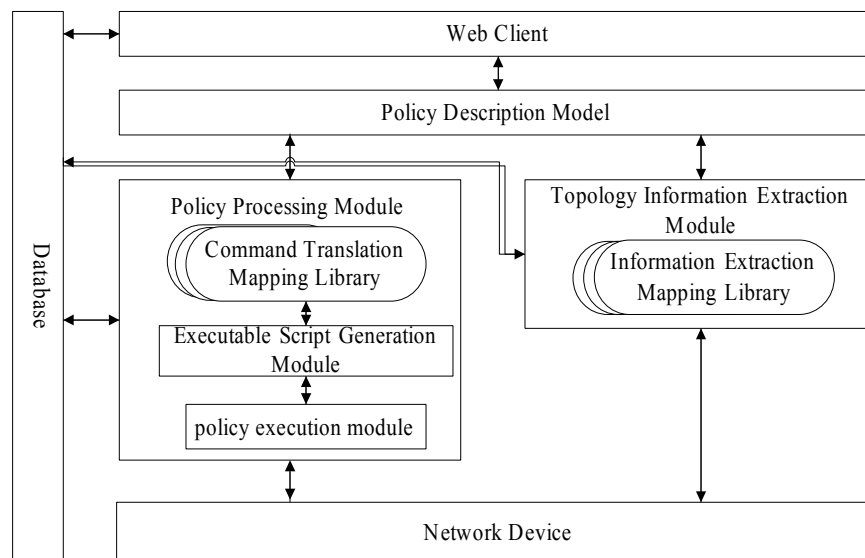 Web Client
Policy Description Model
Database
Policy Processing Module
Command Translation
Mapping Library
Executable Script Generation
Module
policy execution module
Topology Information Extraction
Module
Information Extraction
Mapping Library
Network Device